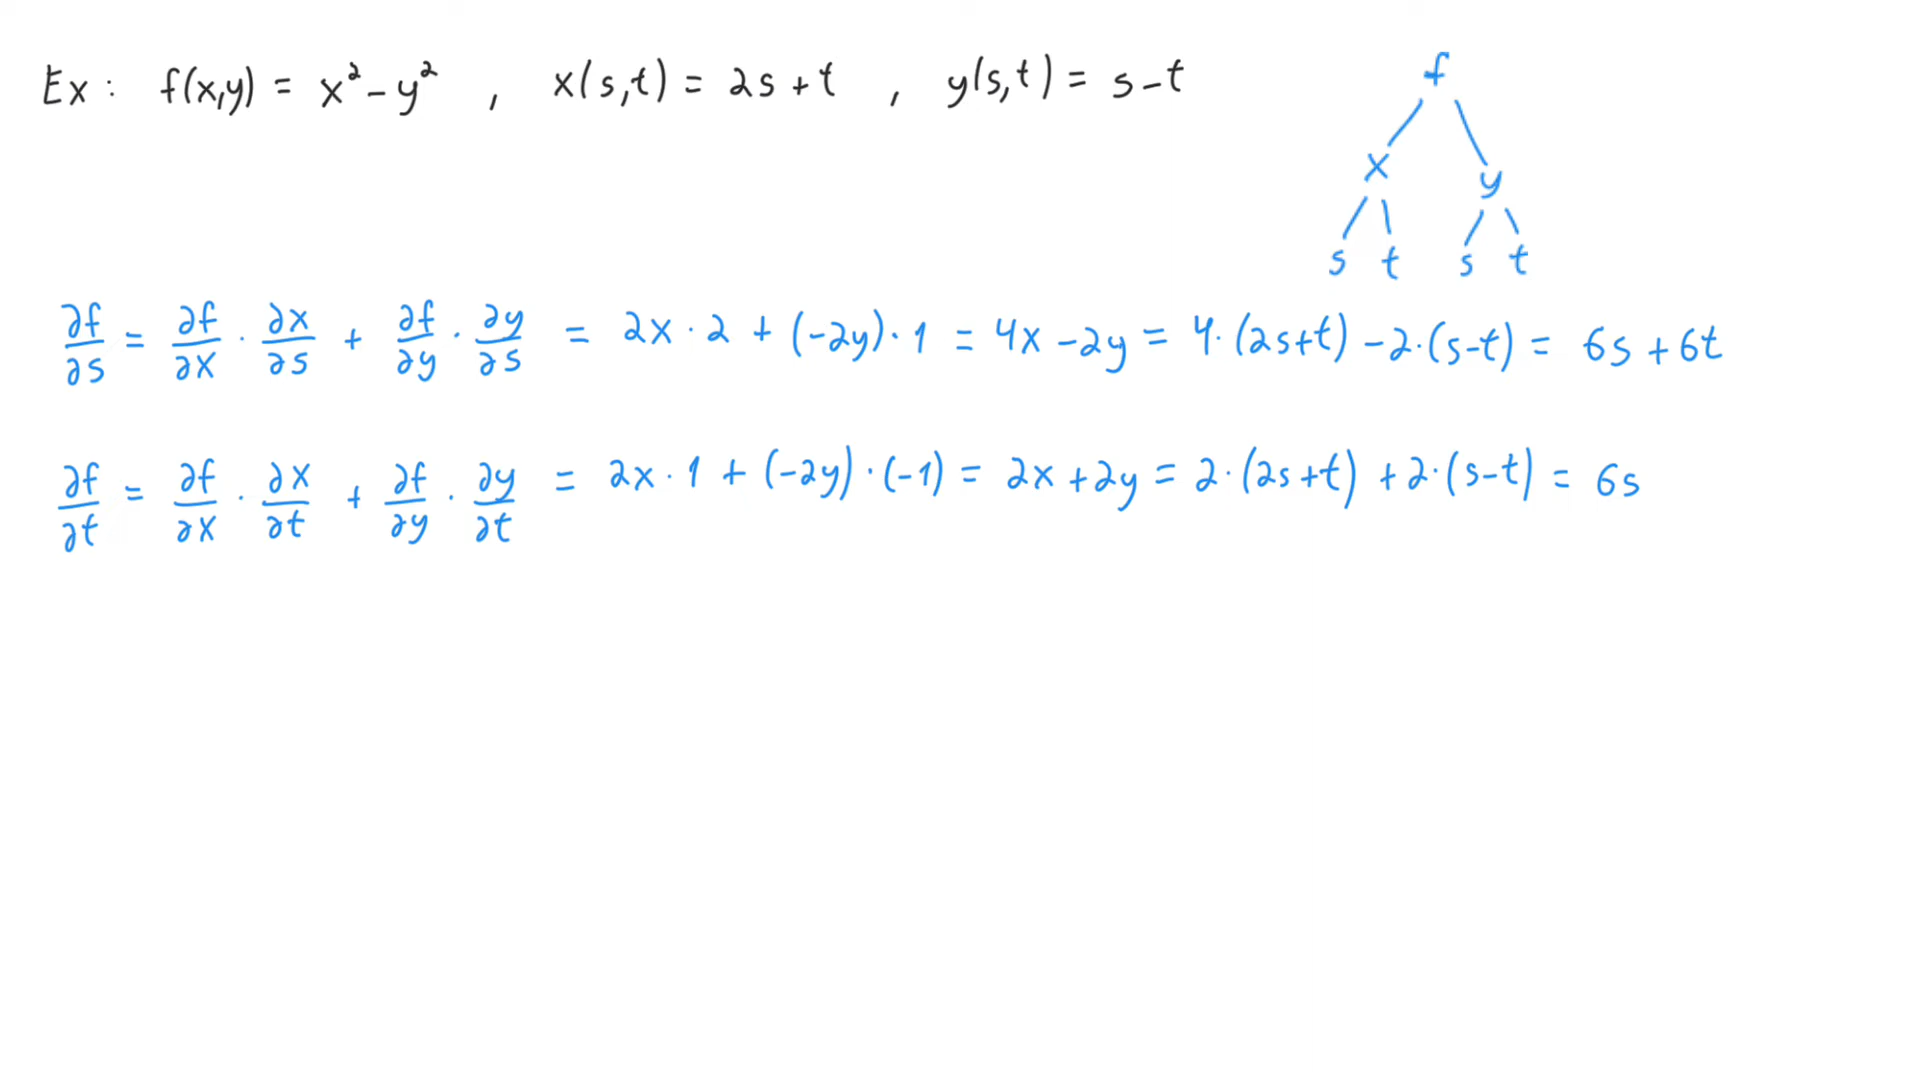 Ex: f(x,y) = x² - y² , x(s,t) = 2s + t , y(s,t) = s - t
f
x y
s t s t
∂f/∂s = ∂f/∂x · ∂x/∂s + ∂f/∂y · ∂y/∂s = 2x · 2 + (-2y) · 1 = 4x - 2y = 4 · (2s+t) - 2 · (s-t) = 6s + 6t
∂f/∂t = ∂f/∂x · ∂x/∂t + ∂f/∂y · ∂y/∂t = 2x · 1 + (-2y) · (-1) = 2x + 2y = 2 · (2s+t) + 2 · (s-t) = 6s